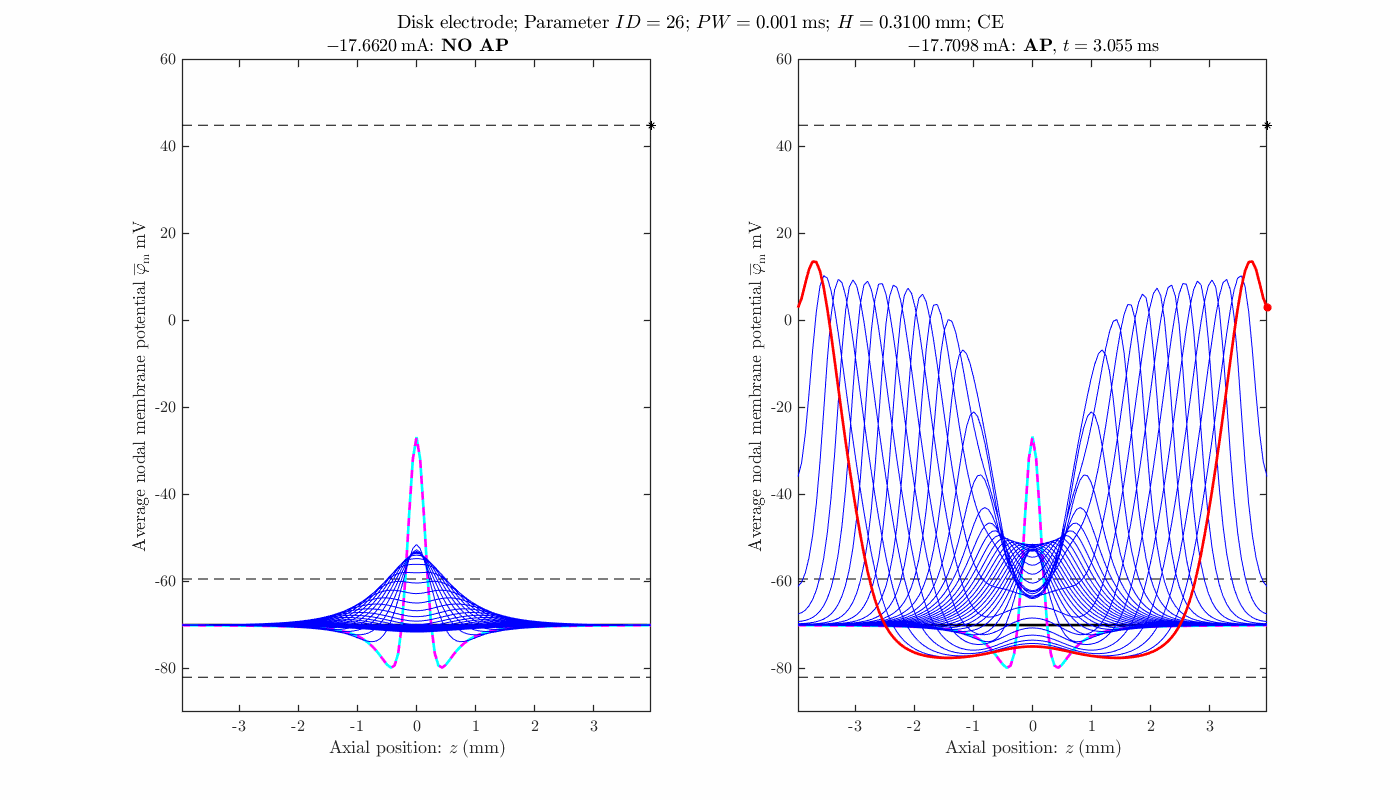 Disk electrode; Parameter ID = 26; PW = 0.001 ms; H = 0.3100 mm; CE
−17.6620 mA: NO AP
60
40
20
0
-20
-40
-60
-80
Average nodal membrane potential φ̅ₘ mV
-3 -2 -1 0 1 2 3
Axial position: z (mm)
−17.7098 mA: AP, t = 3.055 ms
60
40
20
0
-20
-40
-60
-80
Average nodal membrane potential φ̅ₘ mV
-3 -2 -1 0 1 2 3
Axial position: z (mm)